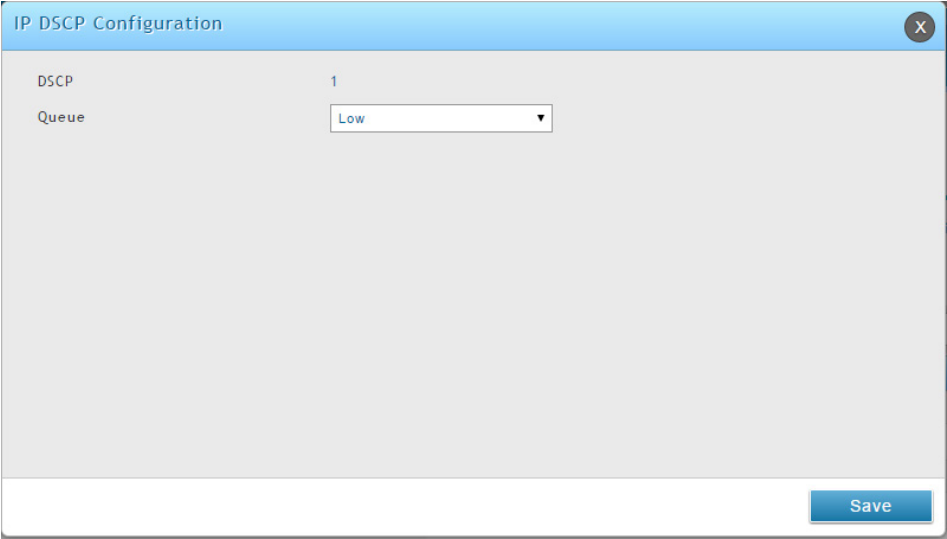 IP DSCP Configuration
X
DSCP 1
Queue Low
Save